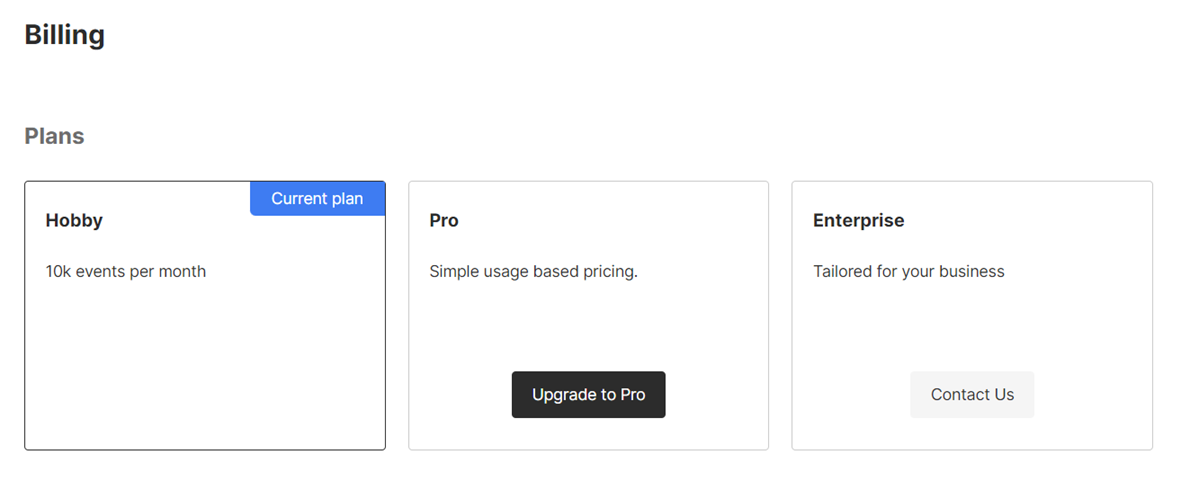 Billing
Plans
Current plan
Hobby
10k events per month
Pro
Simple usage based pricing.
Upgrade to Pro
Enterprise
Tailored for your business
Contact Us